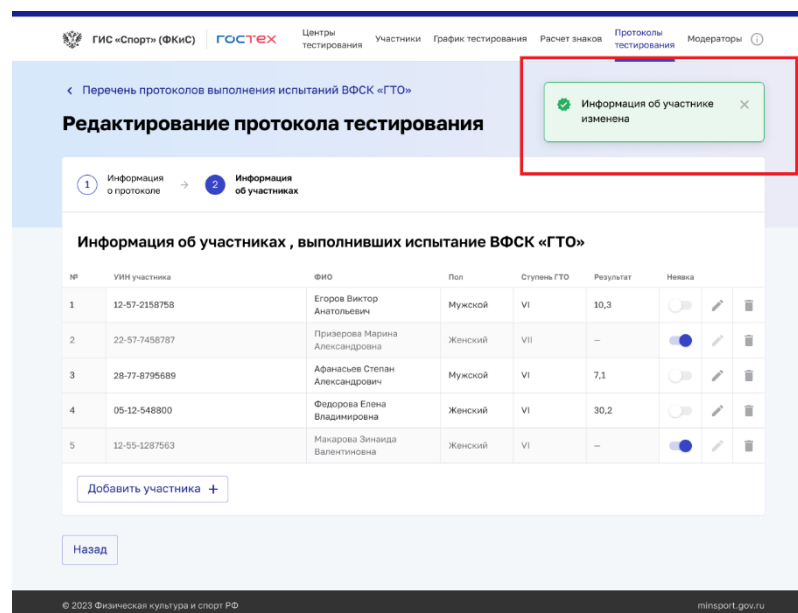 ГИС «Спорт» (ФКиС) ГОСТЕХ Центры тестирования Участники График тестирования Расчет знаков Протоколы тестирования Модераторы
Перечень протоколов выполнения испытаний ВФСК «ГТО»
Информация об участнике
изменена
Редактирование протокола тестирования
1 Информация о протоколе → 2 Информация об участниках
Информация об участниках , выполнивших испытание ВФСК «ГТО»
№ УИН участника ФИО Пол Ступень ГТО Результат Неявка
1 12-57-2158758 Егоров Виктор Анатольевич Мужской VI 10,3
2 22-57-7458787 Призерова Марина Александровна Женский VII –
3 28-77-8795689 Афанасьев Степан Александрович Мужской VI 7,1
4 05-12-548800 Федорова Елена Владимировна Женский VI 30,2
5 12-55-1287563 Макарова Зинаида Валентиновна Женский VI –
Добавить участника +
Назад
© 2023 Физическая культура и спорт РФ minsport.gov.ru